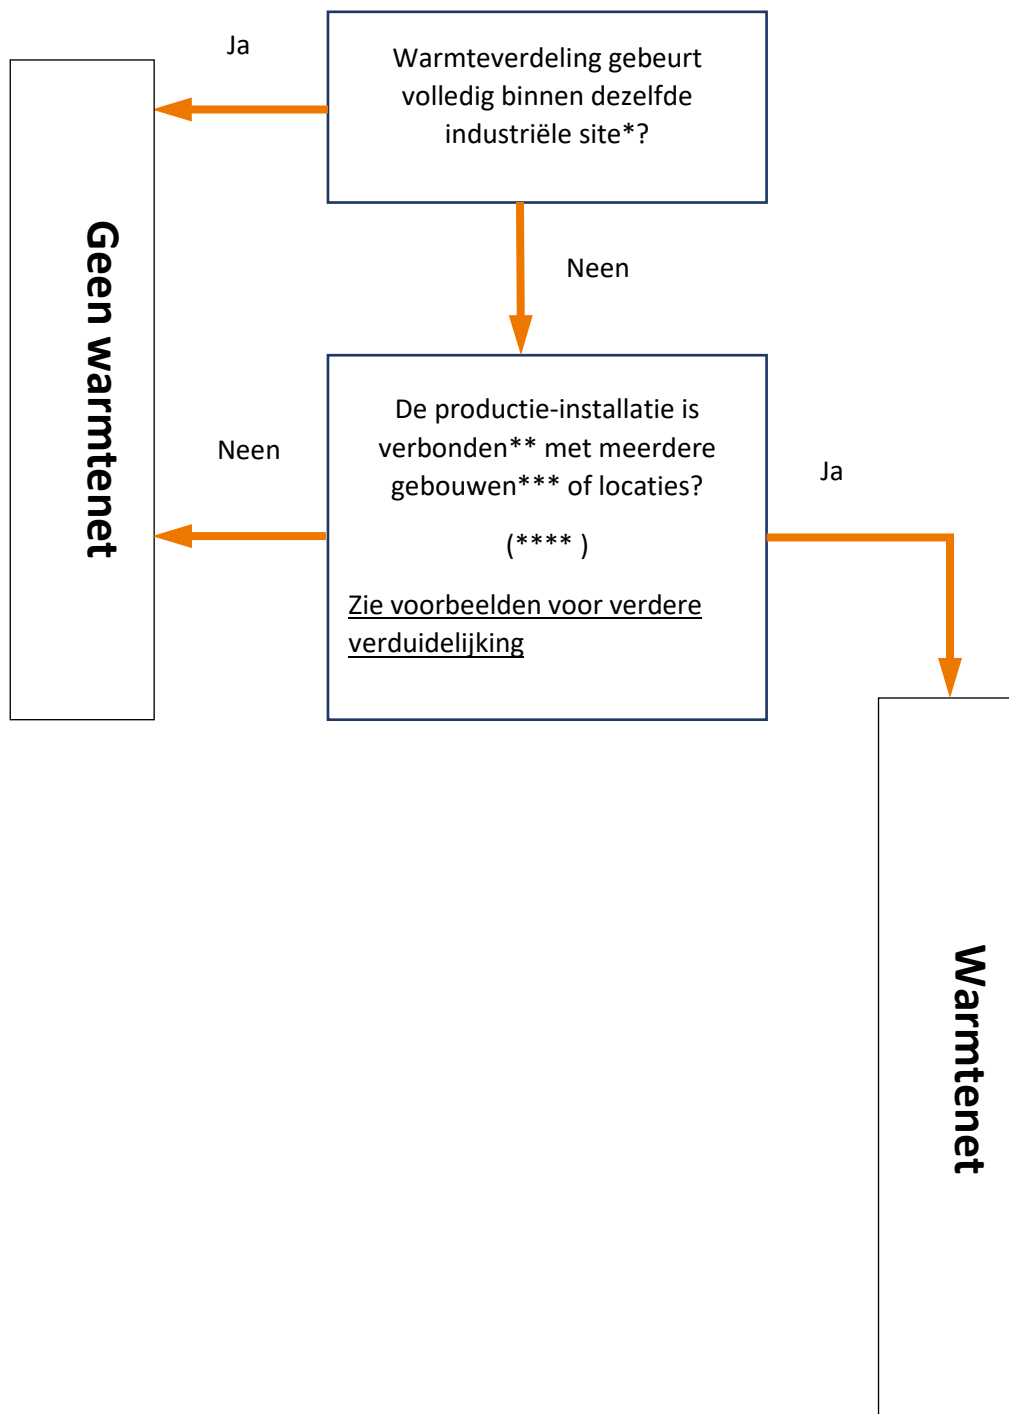 Ja
Warmteverdeling gebeurt
volledig binnen dezelfde
industriële site*?
Geen warmtenet
Neen
De productie-installatie is
verbonden** met meerdere
gebouwen*** of locaties?
(**** )
Zie voorbeelden voor verdere
verduidelijking
Neen
Ja
Warmtenet